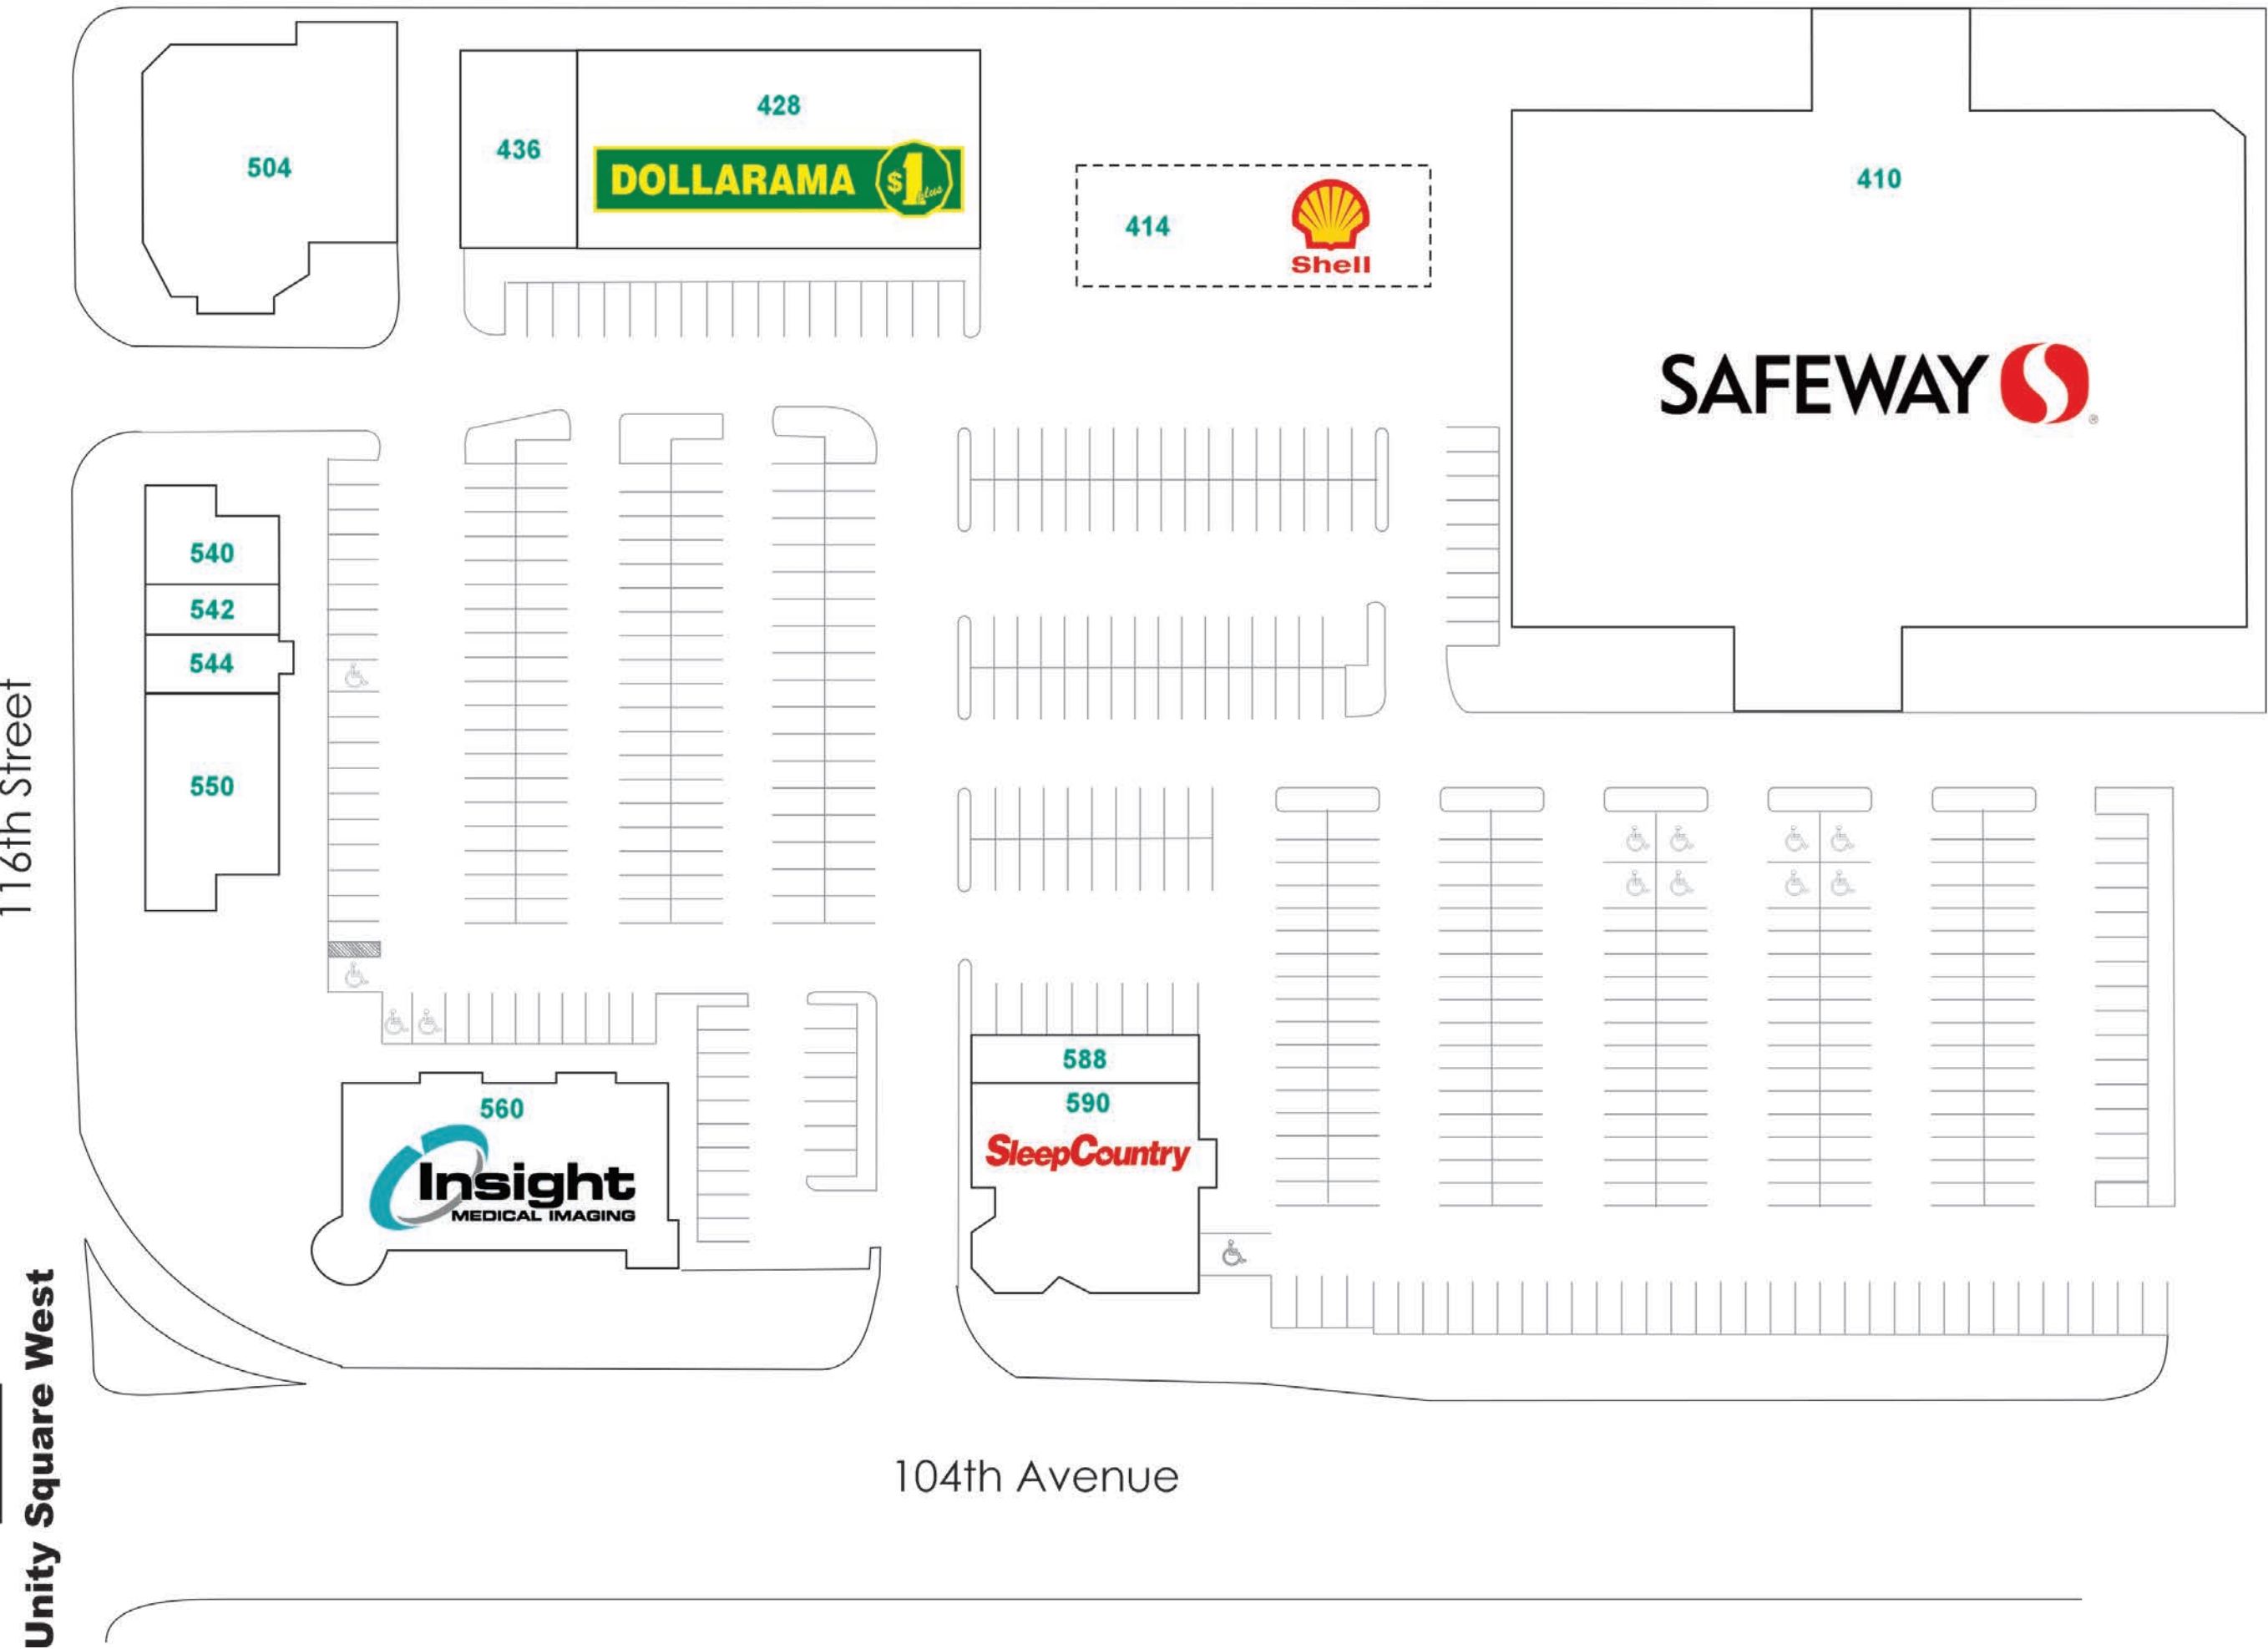 504
436
428
DOLLARAMA $1 plus
414
Shell
410
SAFEWAY
®
540
542
544
550
116th Street
560
Insight
MEDICAL IMAGING
588
590
SleepCountry
Unity Square West
104th Avenue